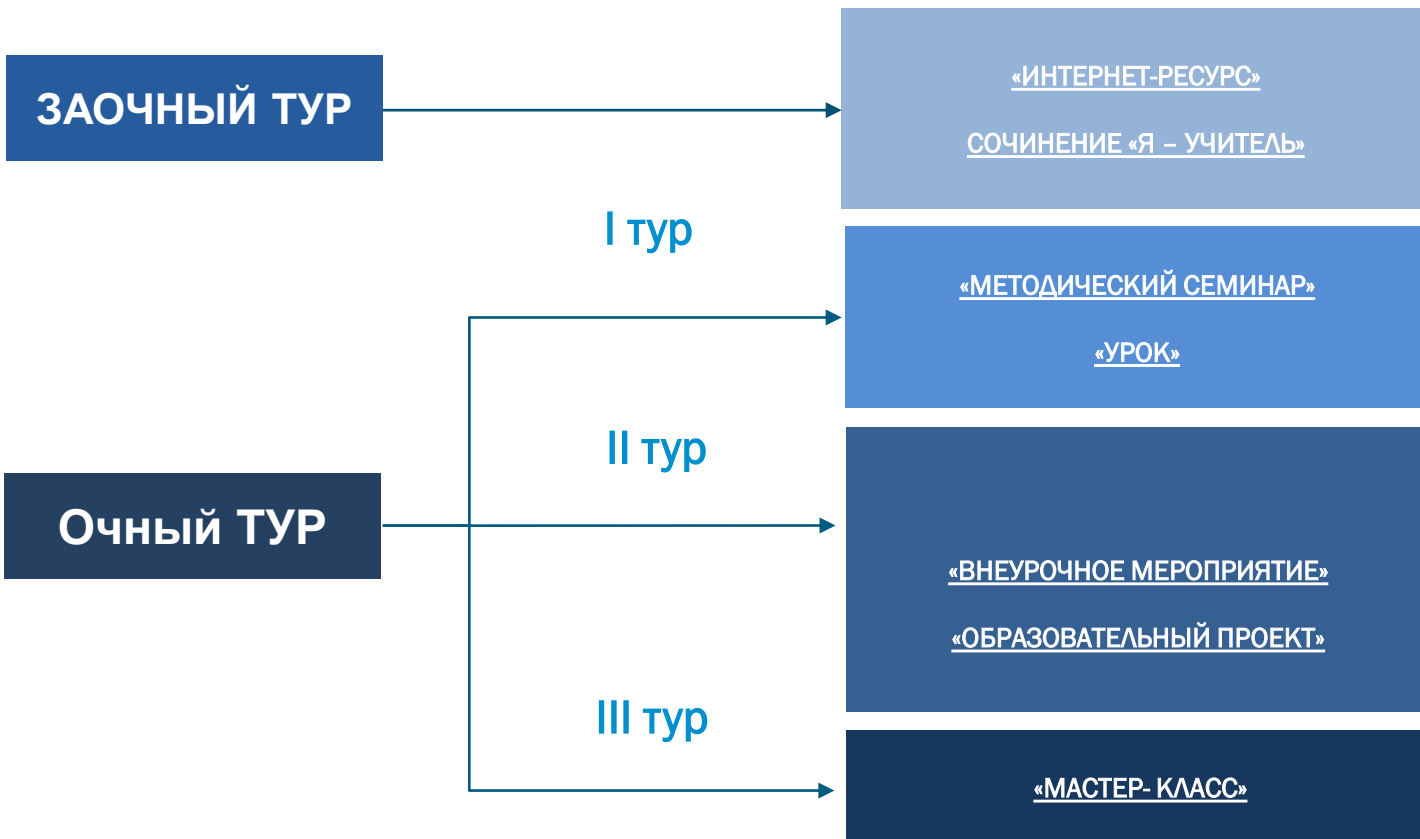 ЗАОЧНЫЙ ТУР
«ИНТЕРНЕТ-РЕСУРС»
СОЧИНЕНИЕ «Я – УЧИТЕЛЬ»
I тур
«МЕТОДИЧЕСКИЙ СЕМИНАР»
«УРОК»
II тур
Очный ТУР
«ВНЕУРОЧНОЕ МЕРОПРИЯТИЕ»
«ОБРАЗОВАТЕЛЬНЫЙ ПРОЕКТ»
III тур
«МАСТЕР- КЛАСС»